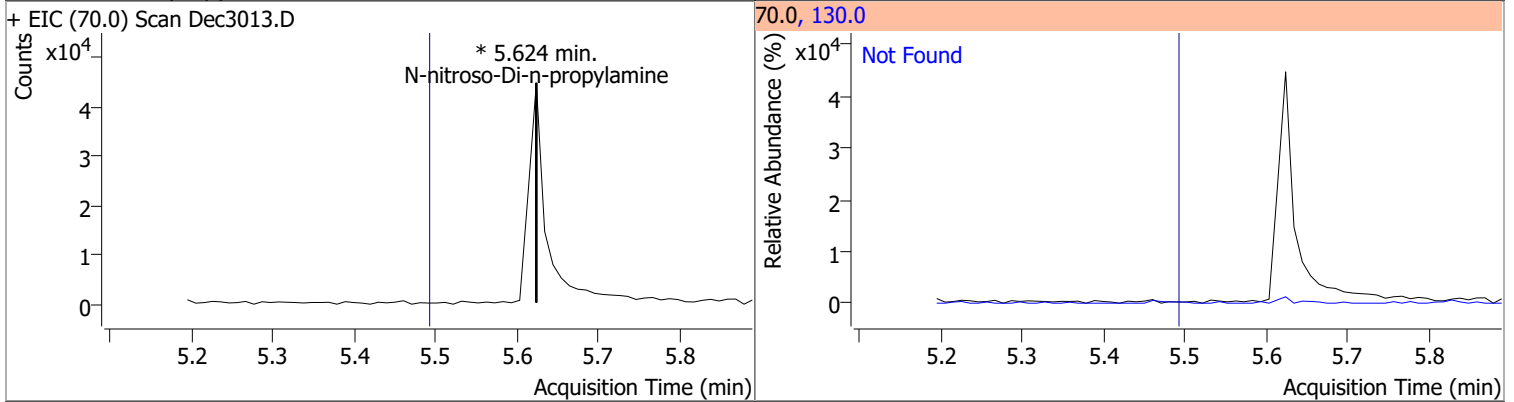 + EIC (70.0) Scan Dec3013.D
Counts
x10⁴
* 5.624 min.
N-nitroso-Di-n-propylamine
4
3
2
1
0
5.2 5.3 5.4 5.5 5.6 5.7 5.8
Acquisition Time (min)
70.0, 130.0
Relative Abundance (%)
x10⁴
Not Found
4
3
2
1
0
5.2 5.3 5.4 5.5 5.6 5.7 5.8
Acquisition Time (min)